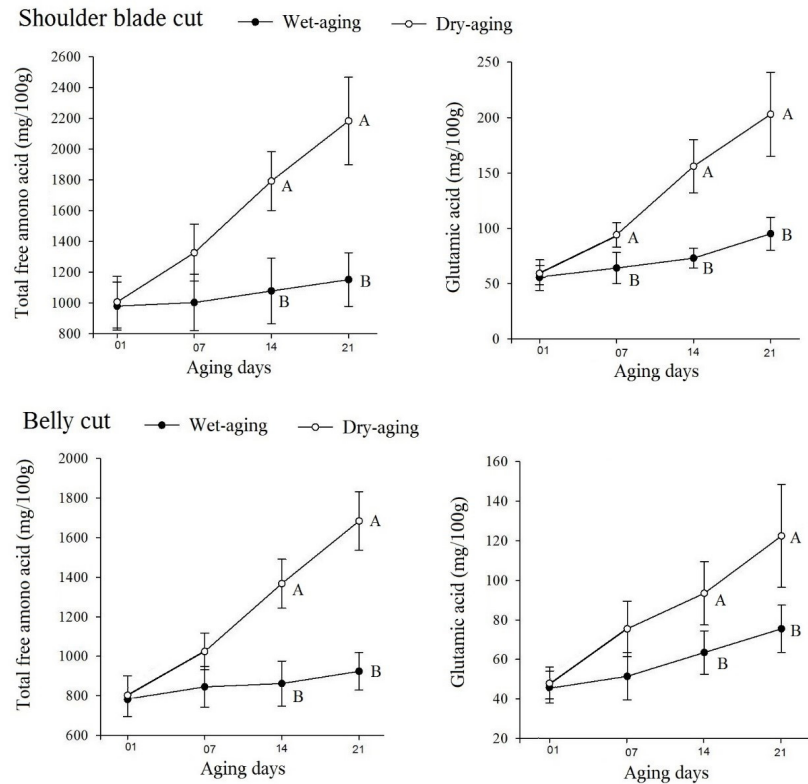 Shoulder blade cut Wet-aging Dry-aging
Total free amono acid (mg/100g)
2600
2400
2200
2000
1800
1600
1400
1200
1000
800
A
A
B
B
01 07 14 21
Aging days
Glutamic acid (mg/100g)
250
200
150
100
50
0
A
A
A
B
B
B
01 07 14 21
Aging days
Belly cut Wet-aging Dry-aging
Total free amono acid (mg/100g)
2000
1800
1600
1400
1200
1000
800
600
A
A
B
B
01 07 14 21
Aging days
Glutamic acid (mg/100g)
160
140
120
100
80
60
40
20
A
A
B
B
01 07 14 21
Aging days